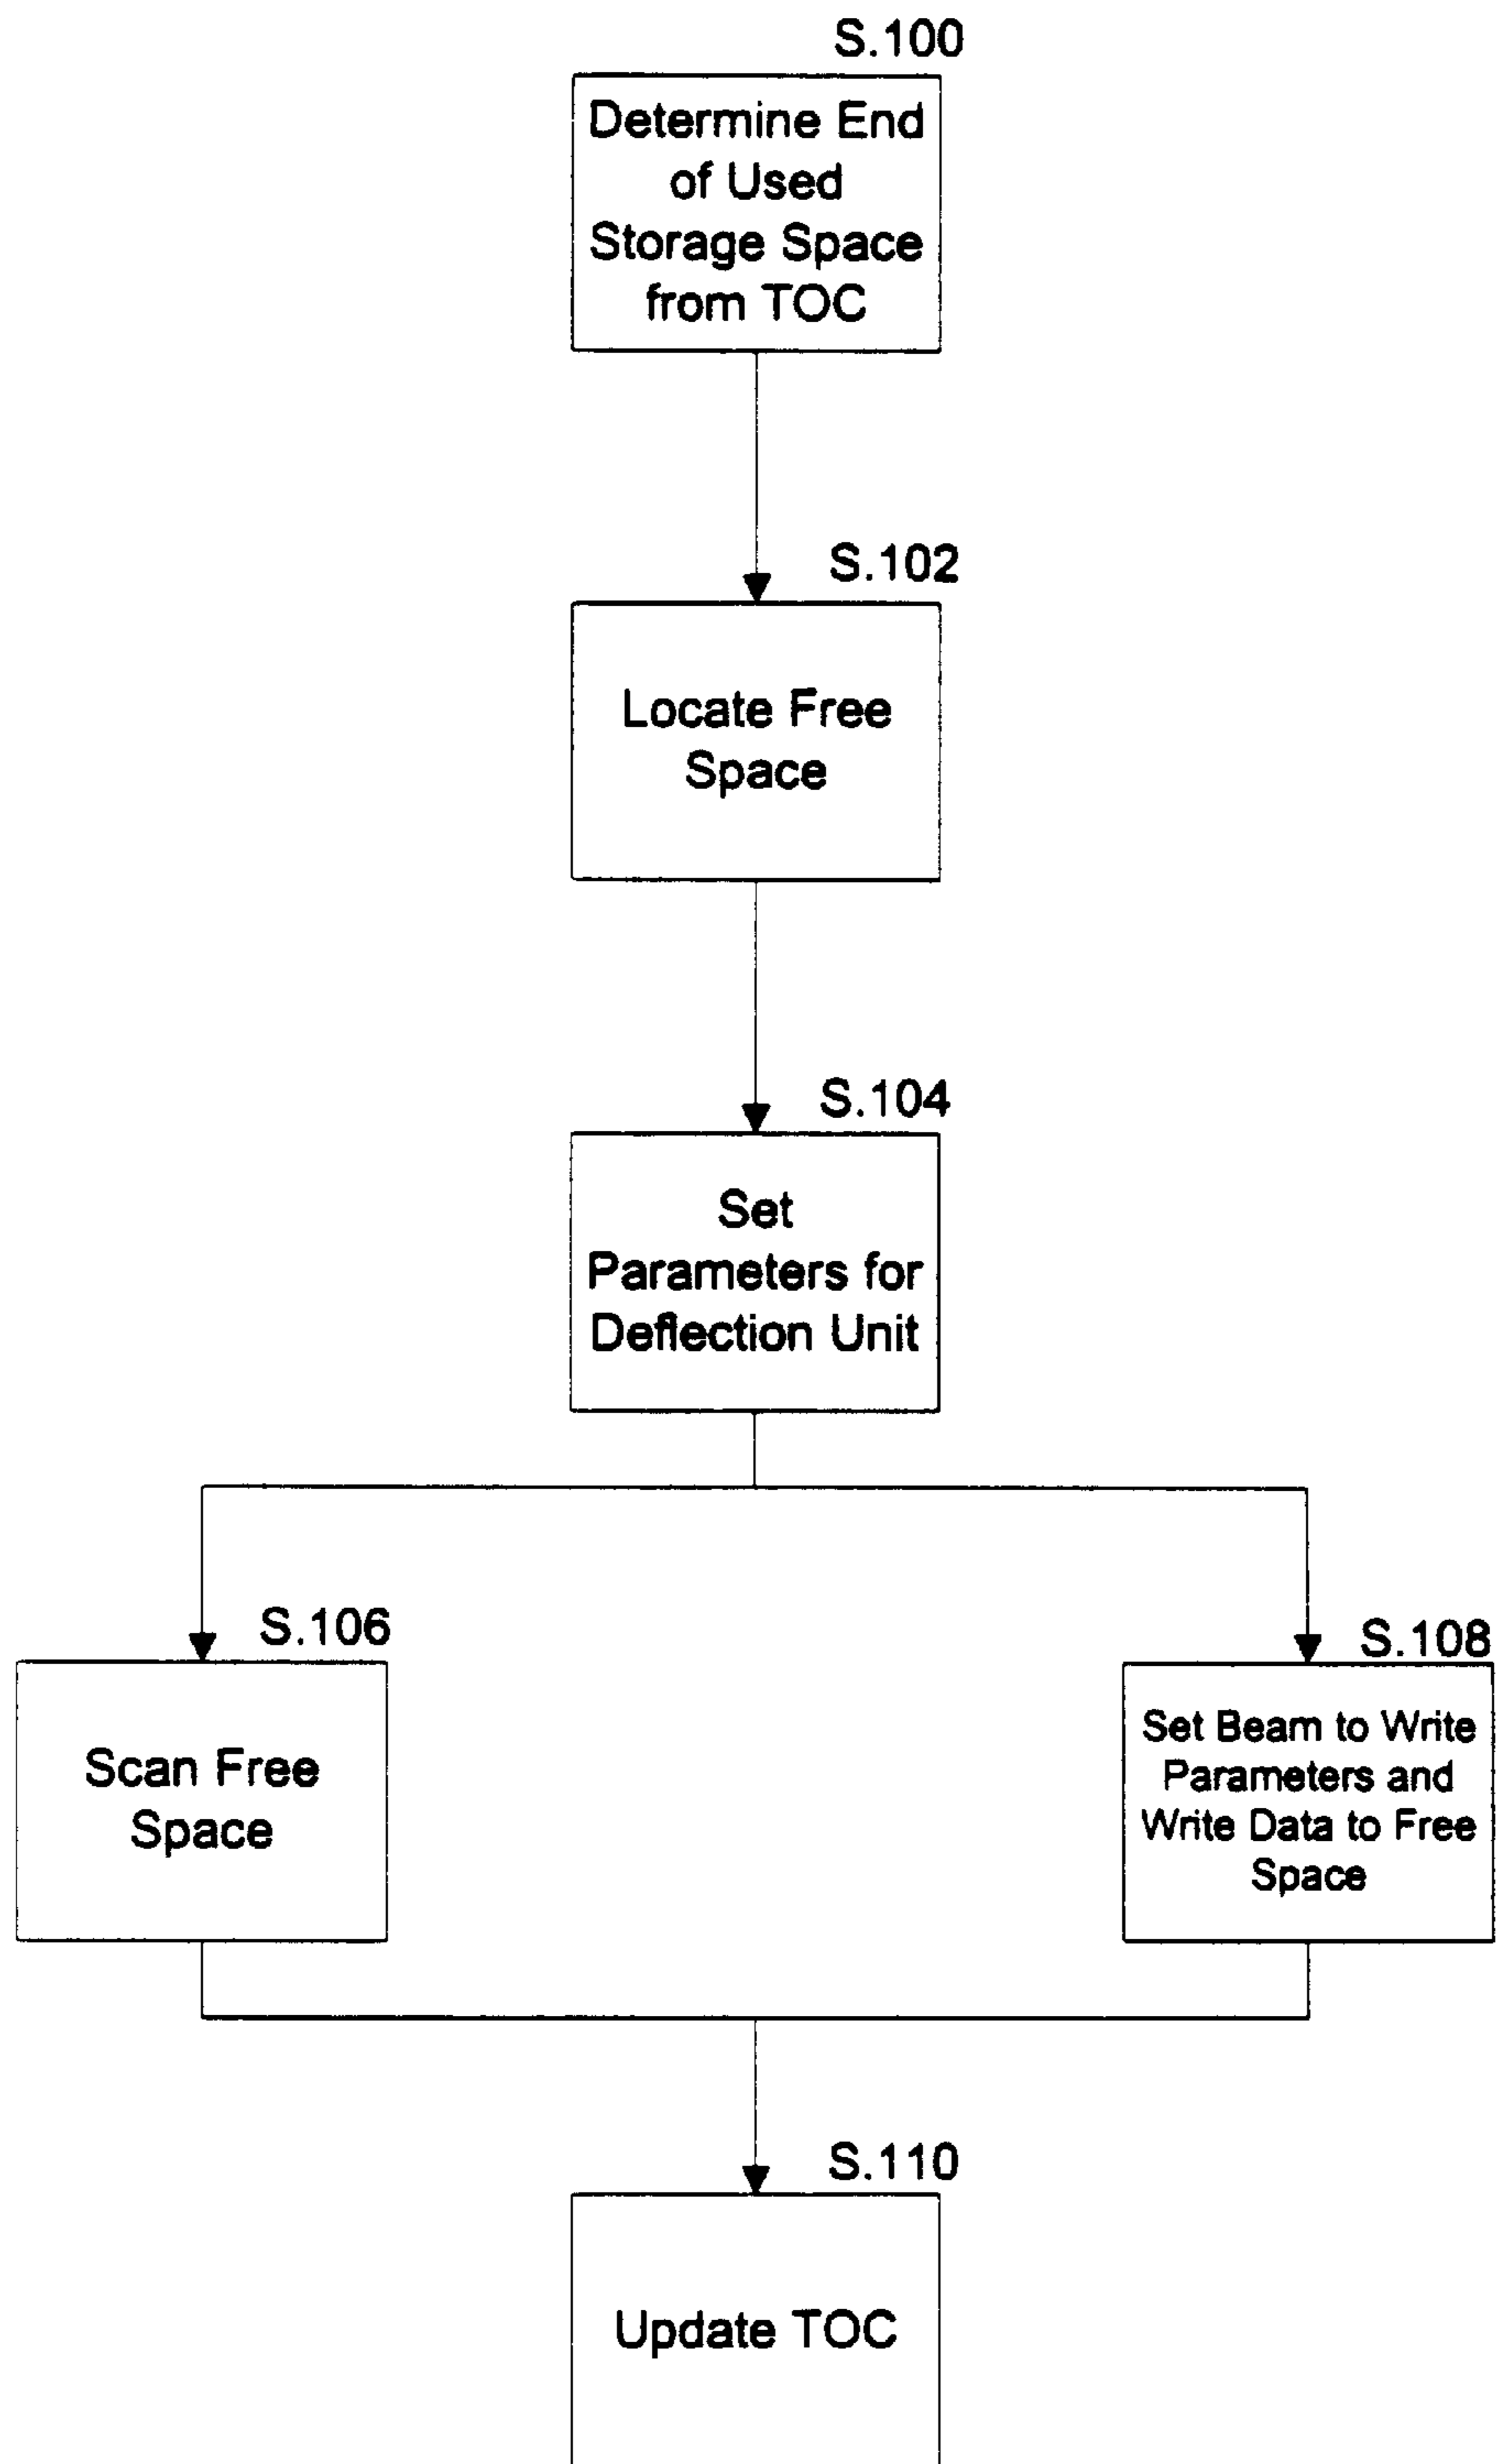 S.100
Determine End
of Used
Storage Space
from TOC
S.102
Locate Free
Space
S.104
Set
Parameters for
Deflection Unit
S.106
Scan Free
Space
S.108
Set Beam to Write
Parameters and
Write Data to Free
Space
S.110
Update TOC